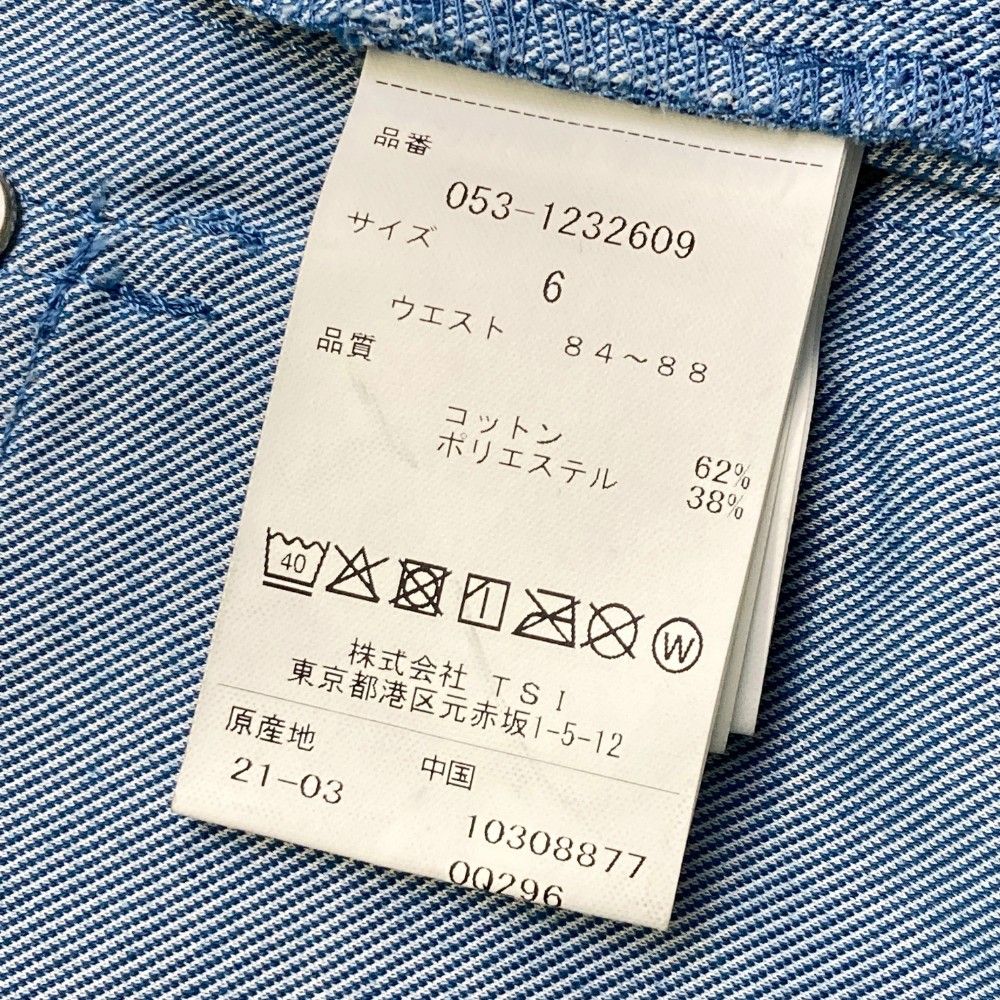 品番
053-1232609
サイズ
6
ウエスト 84～88
品質
コットン 62%
ポリエステル 38%
40
W
株式会社 TSI
東京都港区元赤坂1-5-12
原産地
中国
21-03
10308877
0Q296